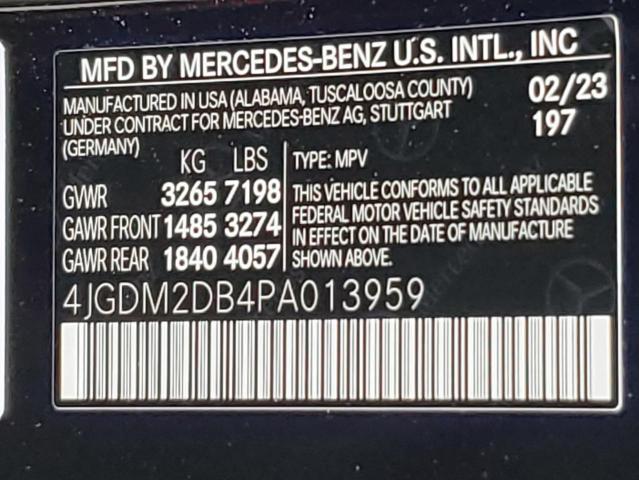 MFD BY MERCEDES-BENZ U.S. INTL., INC
MANUFACTURED IN USA (ALABAMA, TUSCALOOSA COUNTY) 02/23
UNDER CONTRACT FOR MERCEDES-BENZ AG, STUTTGART 197
(GERMANY)
KG LBS
GVWR 3265 7198
GAWR FRONT 1485 3274
GAWR REAR 1840 4057
TYPE: MPV
THIS VEHICLE CONFORMS TO ALL APPLICABLE
FEDERAL MOTOR VEHICLE SAFETY STANDARDS
IN EFFECT ON THE DATE OF MANUFACTURE
SHOWN ABOVE.
4JGDM2DB4PA013959